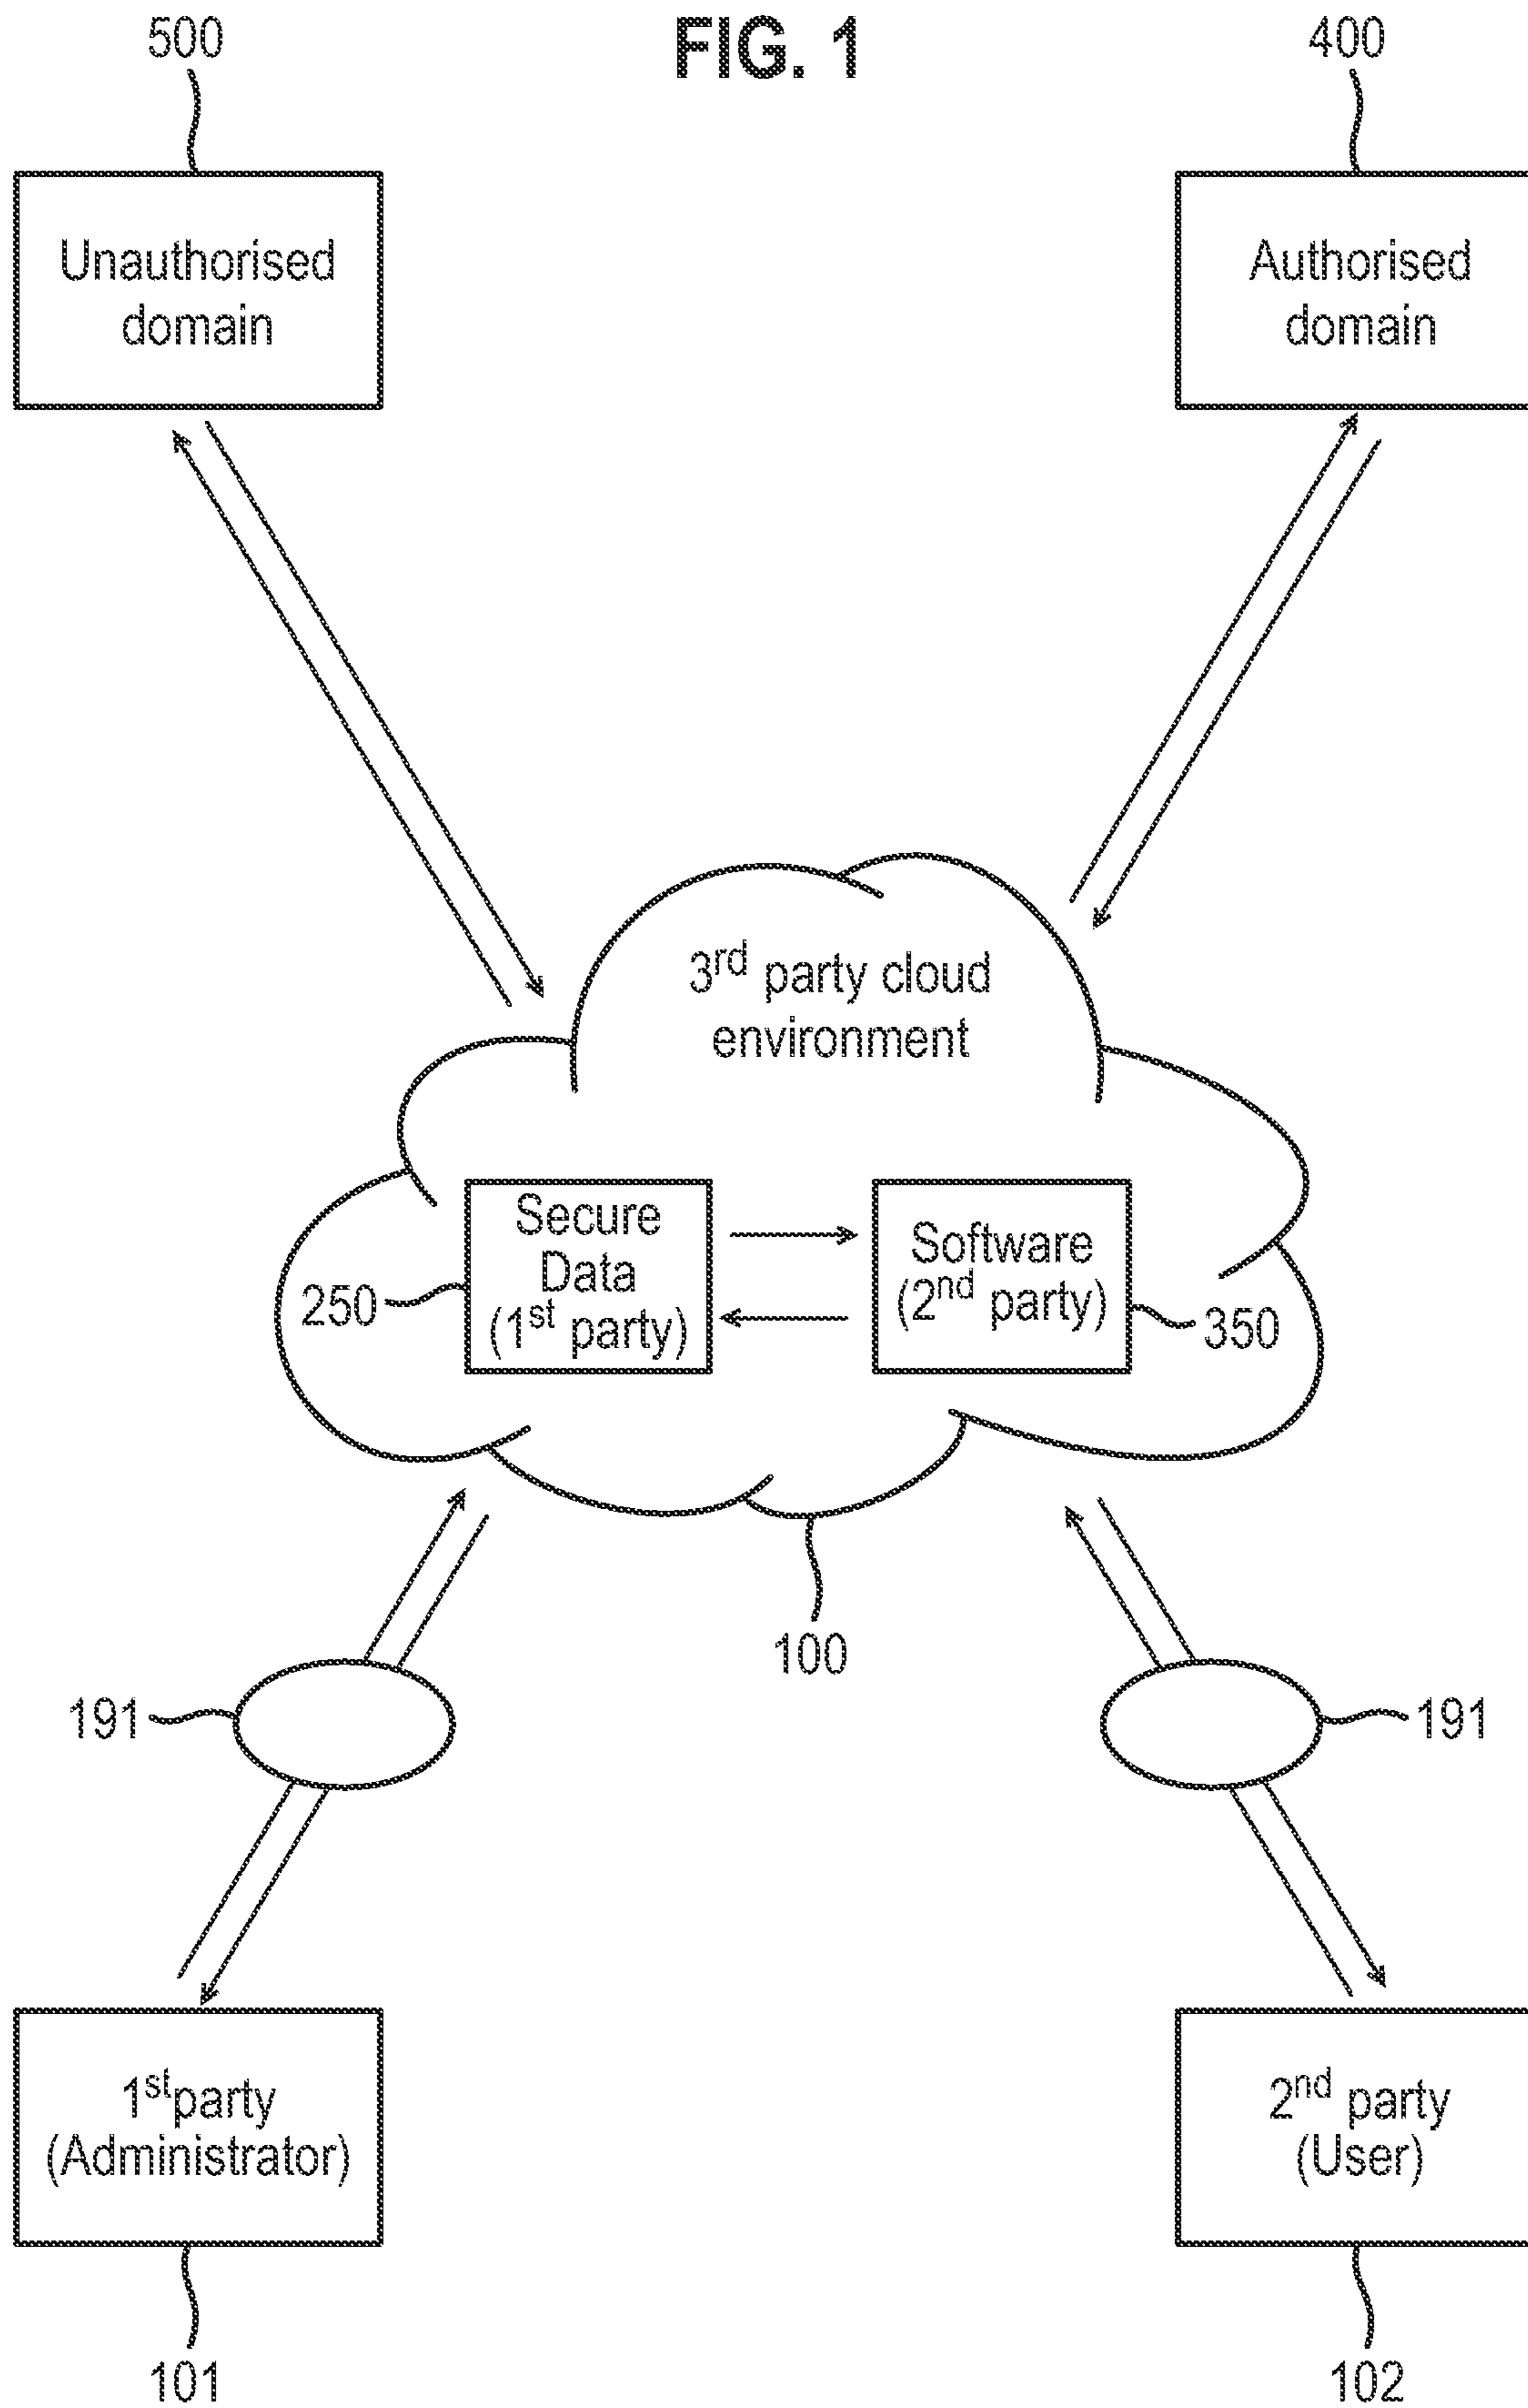 500
FIG. 1
400
Unauthorised
domain
Authorised
domain
3rd party cloud
environment
Secure
Data
(1st party)
Software
(2nd party)
250
350
100
191
191
1st party
(Administrator)
2nd party
(User)
101
102